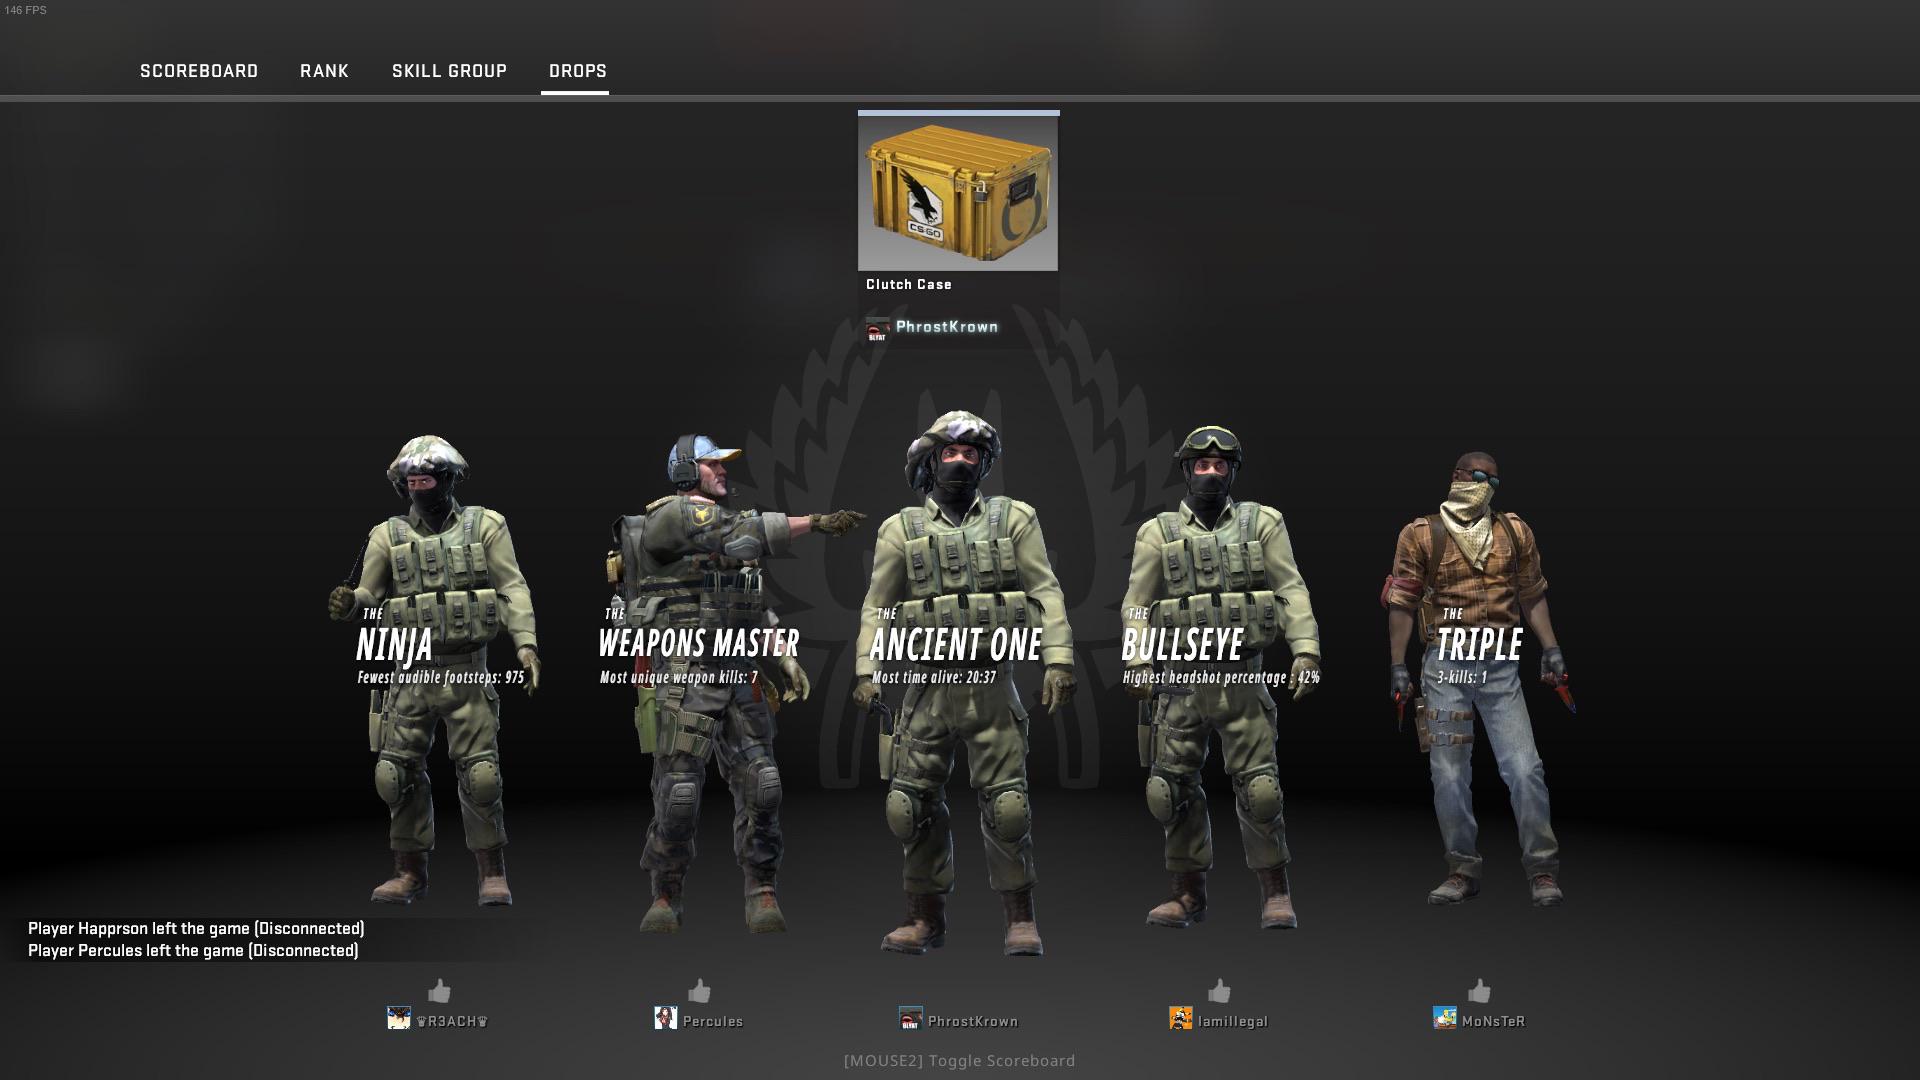 146 FPS
SCOREBOARD RANK SKILL GROUP DROPS
CS:GO
Clutch Case
BLYAT PhrostKrown
THE
NINJA
Fewest audible footsteps: 975
THE
WEAPONS MASTER
Most unique weapon kills: 7
THE
ANCIENT ONE
Most time alive: 20:37
THE
BULLSEYE
Highest headshot percentage : 42%
THE
TRIPLE
3-kills: 1
Player Happrson left the game (Disconnected)
Player Percules left the game (Disconnected)
♛R3ACH♛
Percules
BLYAT PhrostKrown
Iamillegal
MoNsTeR
[MOUSE2] Toggle Scoreboard